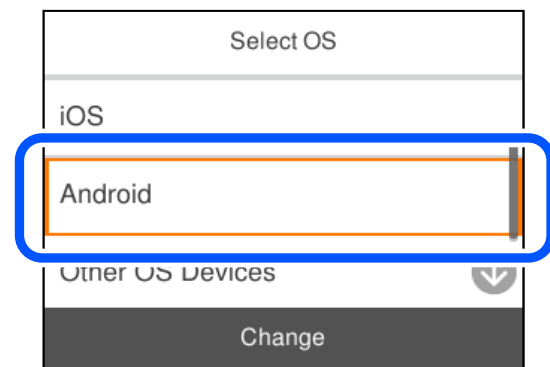 Select OS
iOS
Android
Other OS Devices
Change